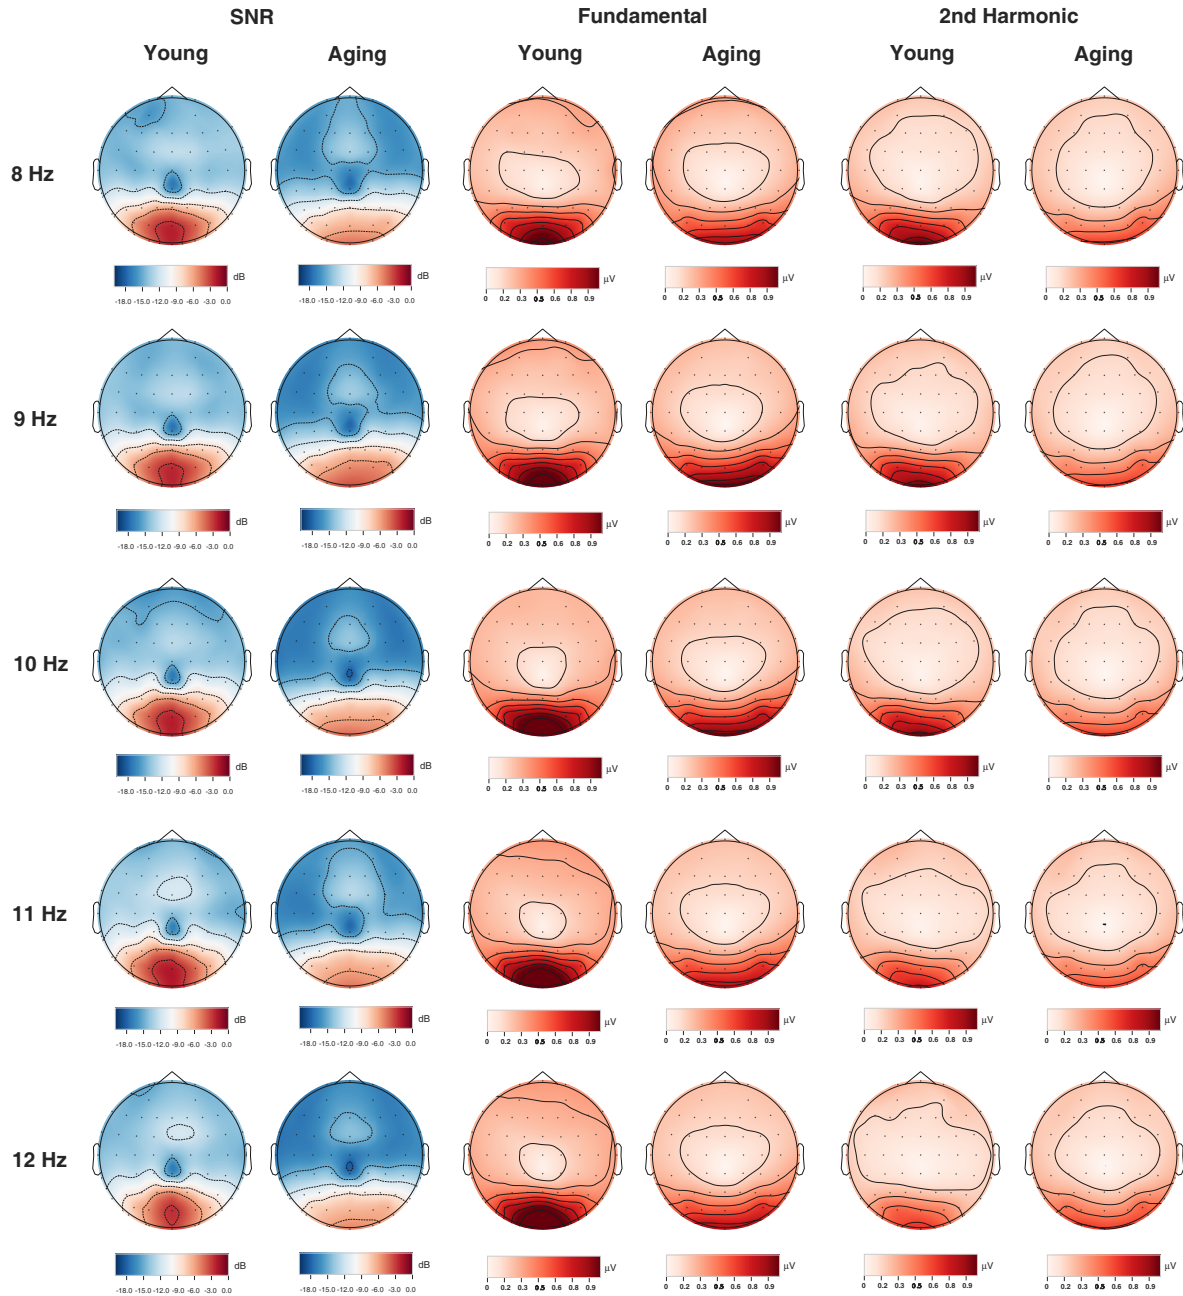 SNR Fundamental 2nd Harmonic
Young Aging Young Aging Young Aging
8 Hz
dB dB µV µV µV µV
-18.0 -15.0 -12.0 -9.0 -6.0 -3.0 0.0 -18.0 -15.0 -12.0 -9.0 -6.0 -3.0 0.0 0 0.2 0.3 0.5 0.6 0.8 0.9 0 0.2 0.3 0.5 0.6 0.8 0.9 0 0.2 0.3 0.5 0.6 0.8 0.9 0 0.2 0.3 0.5 0.6 0.8 0.9
9 Hz
dB dB µV µV µV µV
-18.0 -15.0 -12.0 -9.0 -6.0 -3.0 0.0 -18.0 -15.0 -12.0 -9.0 -6.0 -3.0 0.0 0 0.2 0.3 0.5 0.6 0.8 0.9 0 0.2 0.3 0.5 0.6 0.8 0.9 0 0.2 0.3 0.5 0.6 0.8 0.9 0 0.2 0.3 0.5 0.6 0.8 0.9
10 Hz
dB dB µV µV µV µV
-18.0 -15.0 -12.0 -9.0 -6.0 -3.0 0.0 -18.0 -15.0 -12.0 -9.0 -6.0 -3.0 0.0 0 0.2 0.3 0.5 0.6 0.8 0.9 0 0.2 0.3 0.5 0.6 0.8 0.9 0 0.2 0.3 0.5 0.6 0.8 0.9 0 0.2 0.3 0.5 0.6 0.8 0.9
11 Hz
dB dB µV µV µV µV
-18.0 -15.0 -12.0 -9.0 -6.0 -3.0 0.0 -18.0 -15.0 -12.0 -9.0 -6.0 -3.0 0.0 0 0.2 0.3 0.5 0.6 0.8 0.9 0 0.2 0.3 0.5 0.6 0.8 0.9 0 0.2 0.3 0.5 0.6 0.8 0.9 0 0.2 0.3 0.5 0.6 0.8 0.9
12 Hz
dB dB µV µV µV µV
-18.0 -15.0 -12.0 -9.0 -6.0 -3.0 0.0 -18.0 -15.0 -12.0 -9.0 -6.0 -3.0 0.0 0 0.2 0.3 0.5 0.6 0.8 0.9 0 0.2 0.3 0.5 0.6 0.8 0.9 0 0.2 0.3 0.5 0.6 0.8 0.9 0 0.2 0.3 0.5 0.6 0.8 0.9